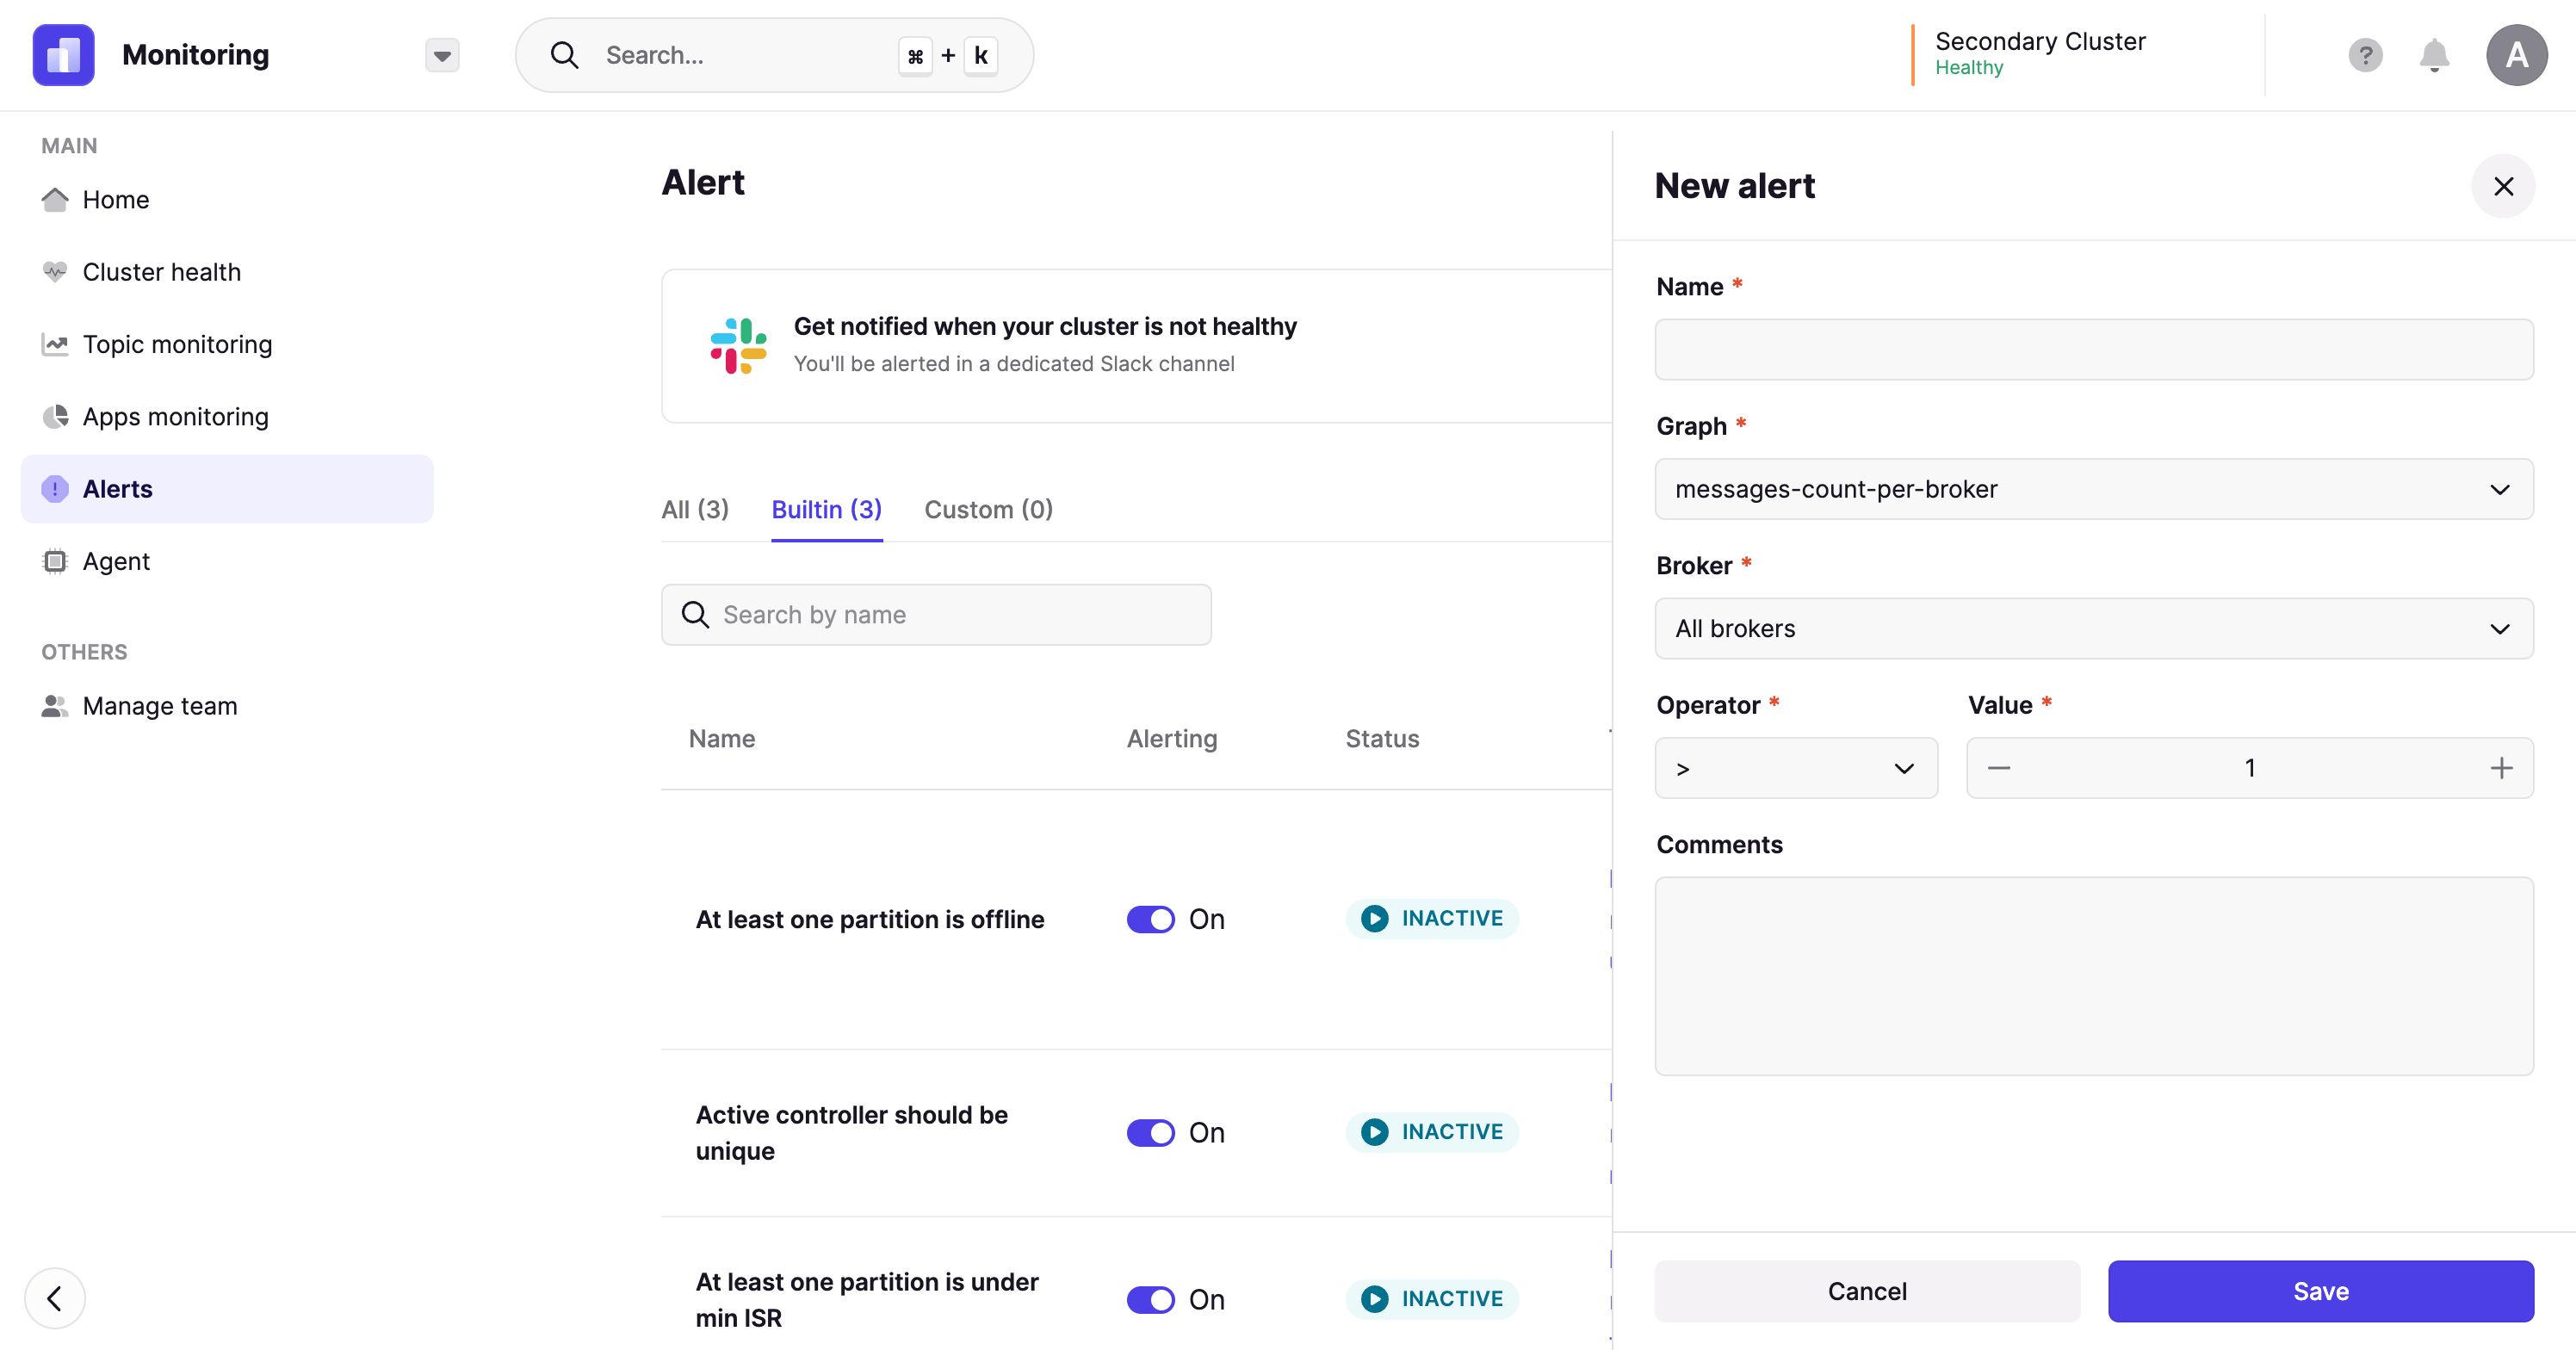 Monitoring
Search...
⌘ + k
Secondary Cluster
Healthy
?
A
MAIN
Home
Cluster health
Topic monitoring
Apps monitoring
Alerts
Agent
OTHERS
Manage team
Alert
Get notified when your cluster is not healthy
You'll be alerted in a dedicated Slack channel
All (3) Builtin (3) Custom (0)
Search by name
Name Alerting Status
At least one partition is offline On INACTIVE
Active controller should be
unique
On INACTIVE
At least one partition is under
min ISR
On INACTIVE
New alert
Name *
Graph *
messages-count-per-broker
Broker *
All brokers
Operator * Value *
> 1
Comments
Cancel Save